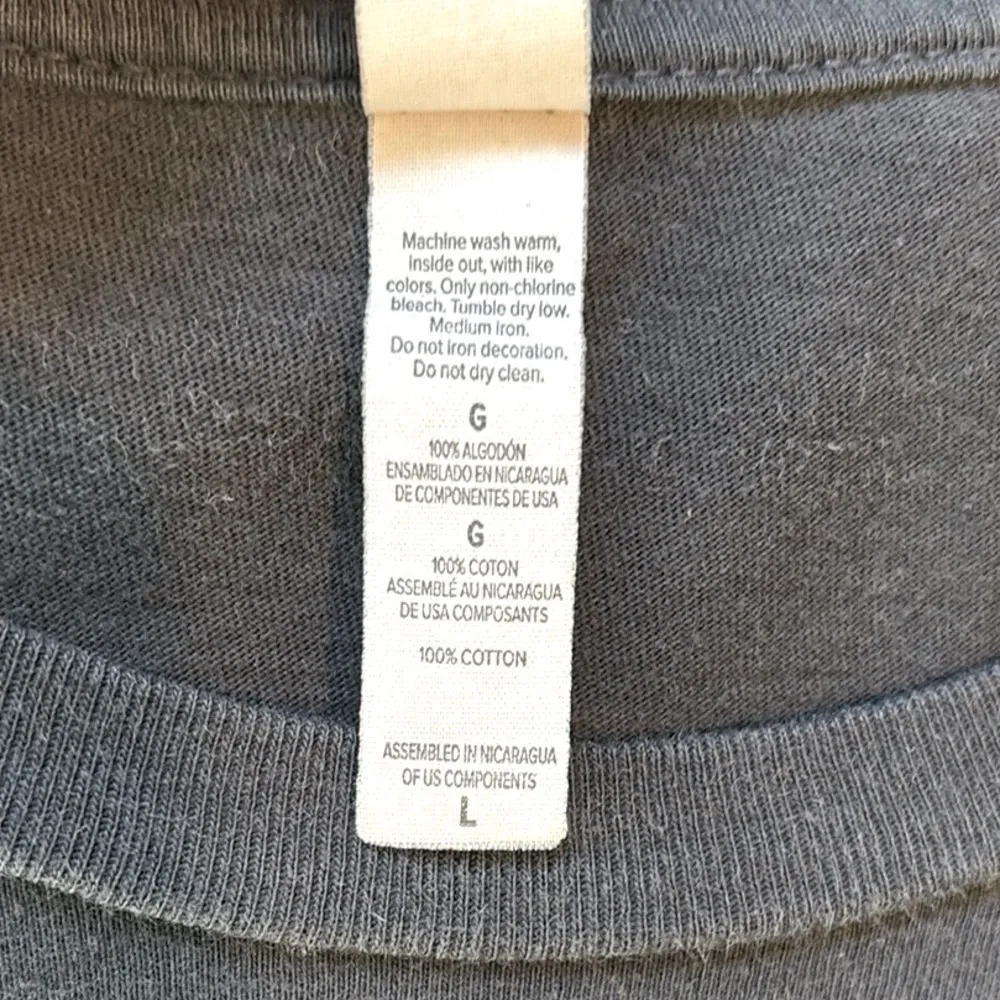 Machine wash warm,
inside out, with like
colors. Only non-chlorine
bleach. Tumble dry low.
Medium iron.
Do not iron decoration.
Do not dry clean.
G
100% ALGODÓN
ENSAMBLADO EN NICARAGUA
DE COMPONENTES DE USA
G
100% COTON
ASSEMBLÉ AU NICARAGUA
DE USA COMPOSANTS
100% COTTON
ASSEMBLED IN NICARAGUA
OF US COMPONENTS
L